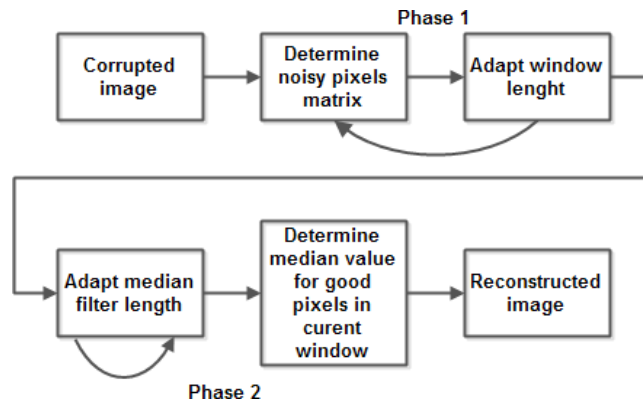 Phase 1
Corrupted
image
Determine
noisy pixels
matrix
Adapt window
lenght
Adapt median
filter length
Determine
median value
for good
pixels in
curent
window
Reconstructed
image
Phase 2